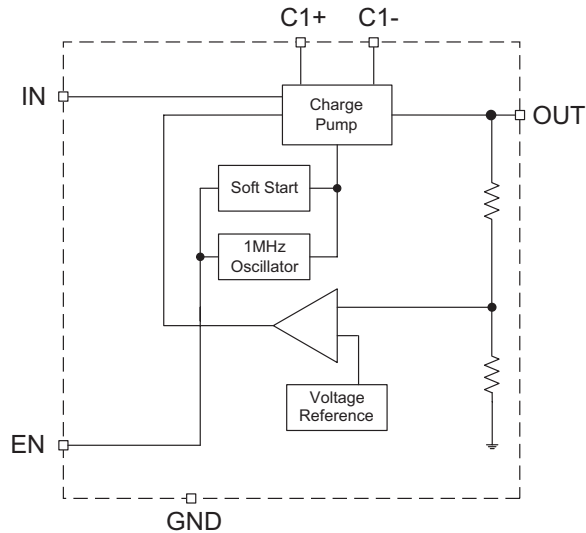 C1+
C1-
IN
Charge
Pump
OUT
Soft Start
1MHz
Oscillator
Voltage
Reference
EN
GND